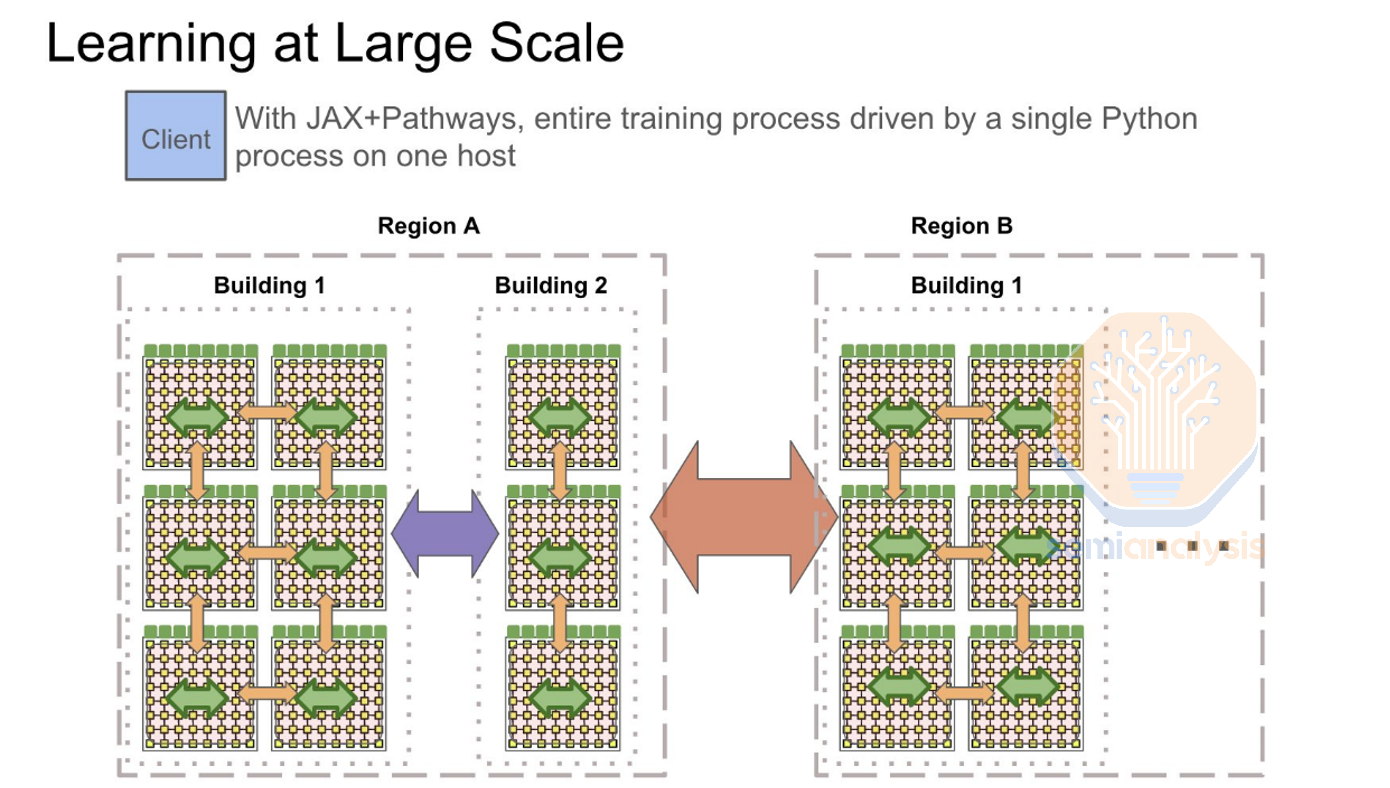 Learning at Large Scale
Client
With JAX+Pathways, entire training process driven by a single Python
process on one host
Region A
Region B
Building 1
Building 2
Building 1
semianalysis
...